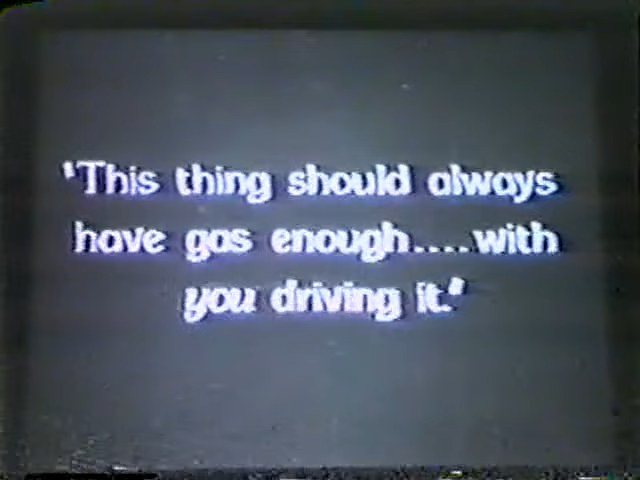 "This thing should always
have gas enough....with
you driving it."